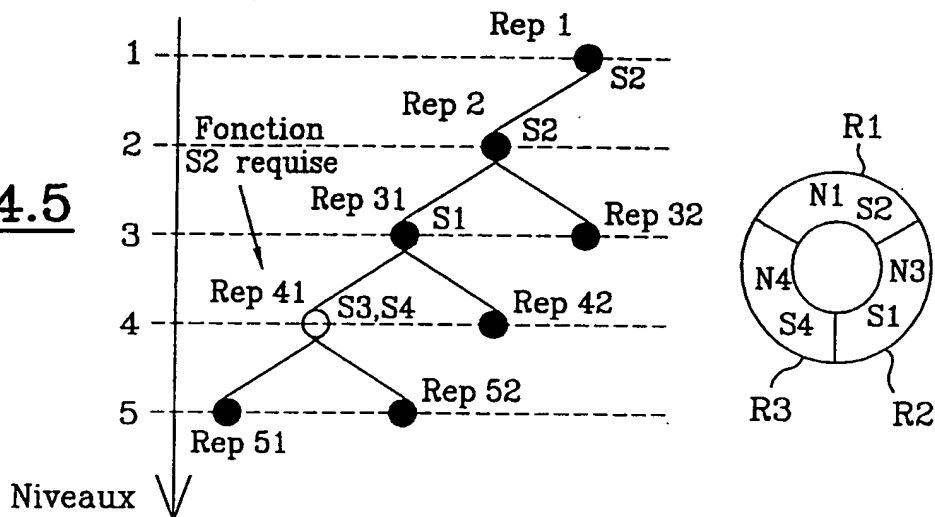 4.5
Rep 1
1
S2
Rep 2
S2
2
Fonction
S2 requise
Rep 31
S1
Rep 32
3
Rep 41
S3,S4
Rep 42
4
Rep 52
5
Rep 51
Niveaux
R1
N1
S2
N4
N3
S4
S1
R3
R2